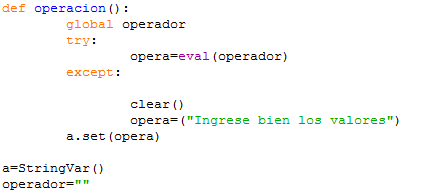 def operacion():
        global operador
        try:
                opera=eval(operador)
        except:
                clear()
                opera=("Ingrese bien los valores")
        a.set(opera)
a=StringVar()
operador=""